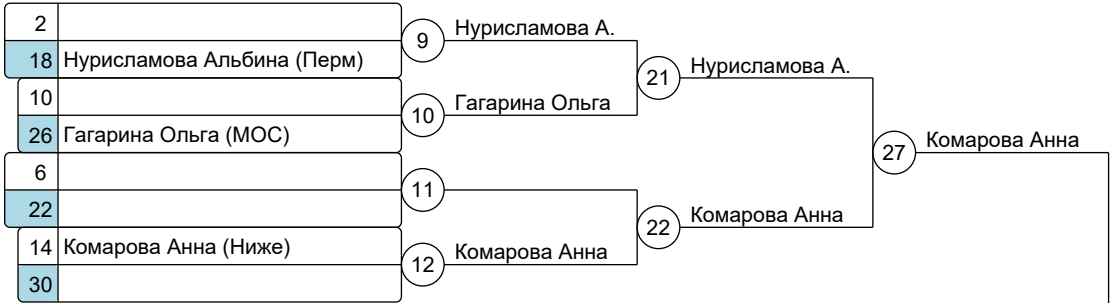 2
18 Нурисламова Альбина (Перм)
9 Нурисламова А.
10
26 Гагарина Ольга (МОС)
10 Гагарина Ольга
21 Нурисламова А.
6
22
11
14 Комарова Анна (Ниже)
30
12 Комарова Анна
22 Комарова Анна
27 Комарова Анна